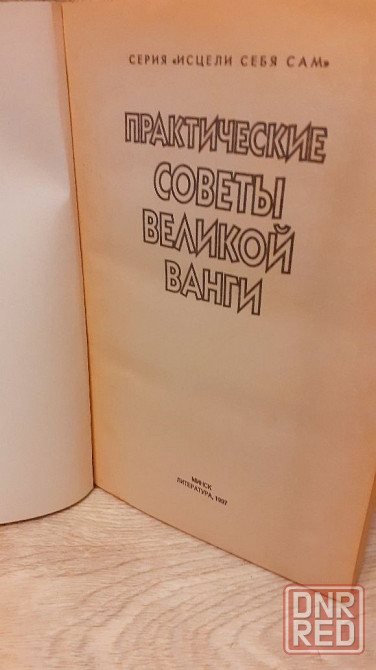 СЕРИЯ «ИСЦЕЛИ СЕБЯ САМ»
ПРАКТИЧЕСКИЕ
СОВЕТЫ
ВЕЛИКОЙ
ВАНГИ
МИНСК
ЛИТЕРАТУРА, 1997
DNR
RED